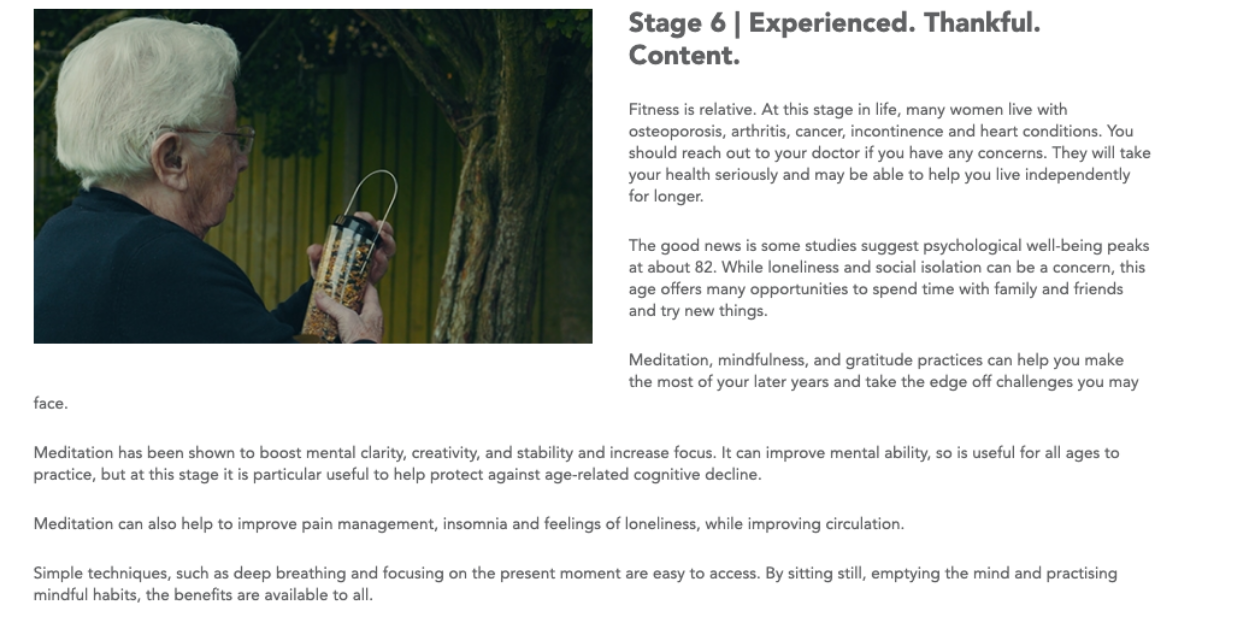 Stage 6 | Experienced. Thankful.
Content.
Fitness is relative. At this stage in life, many women live with
osteoporosis, arthritis, cancer, incontinence and heart conditions. You
should reach out to your doctor if you have any concerns. They will take
your health seriously and may be able to help you live independently
for longer.
The good news is some studies suggest psychological well-being peaks
at about 82. While loneliness and social isolation can be a concern, this
age offers many opportunities to spend time with family and friends
and try new things.
Meditation, mindfulness, and gratitude practices can help you make
the most of your later years and take the edge off challenges you may
face.
Meditation has been shown to boost mental clarity, creativity, and stability and increase focus. It can improve mental ability, so is useful for all ages to
practice, but at this stage it is particular useful to help protect against age-related cognitive decline.
Meditation can also help to improve pain management, insomnia and feelings of loneliness, while improving circulation.
Simple techniques, such as deep breathing and focusing on the present moment are easy to access. By sitting still, emptying the mind and practising
mindful habits, the benefits are available to all.